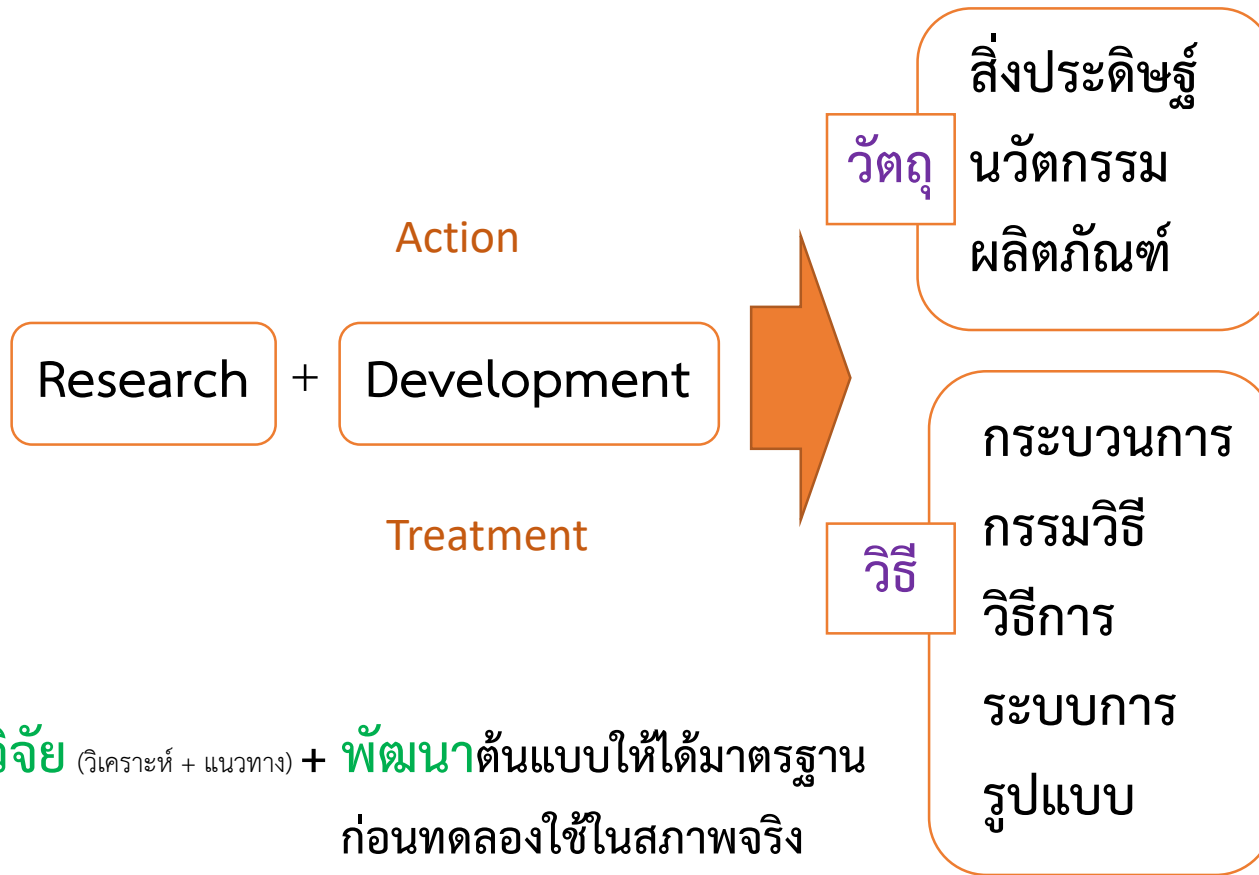 สิ่งประดิษฐ์
วัตถุ
นวัตกรรม
ผลิตภัณฑ์
Action
Research + Development
Treatment
วิธี
กระบวนการ
กรรมวิธี
วิธีการ
ระบบการ
รูปแบบ
วิจัย (วิเคราะห์ + แนวทาง) + พัฒนาต้นแบบให้ได้มาตรฐาน
ก่อนทดลองใช้ในสภาพจริง